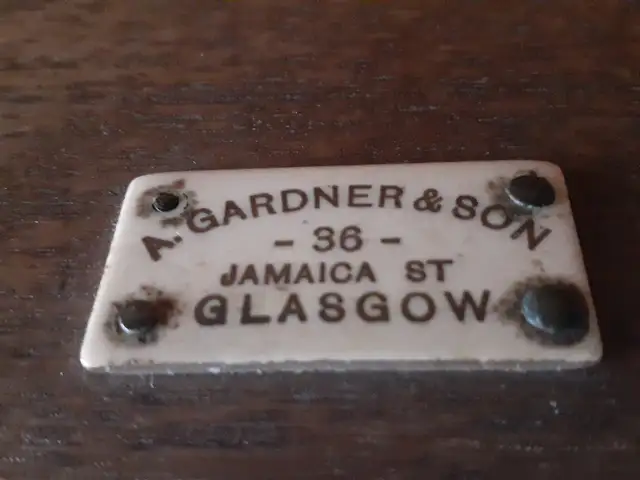 A. GARDNER & SON
- 36 -
JAMAICA ST
GLASGOW